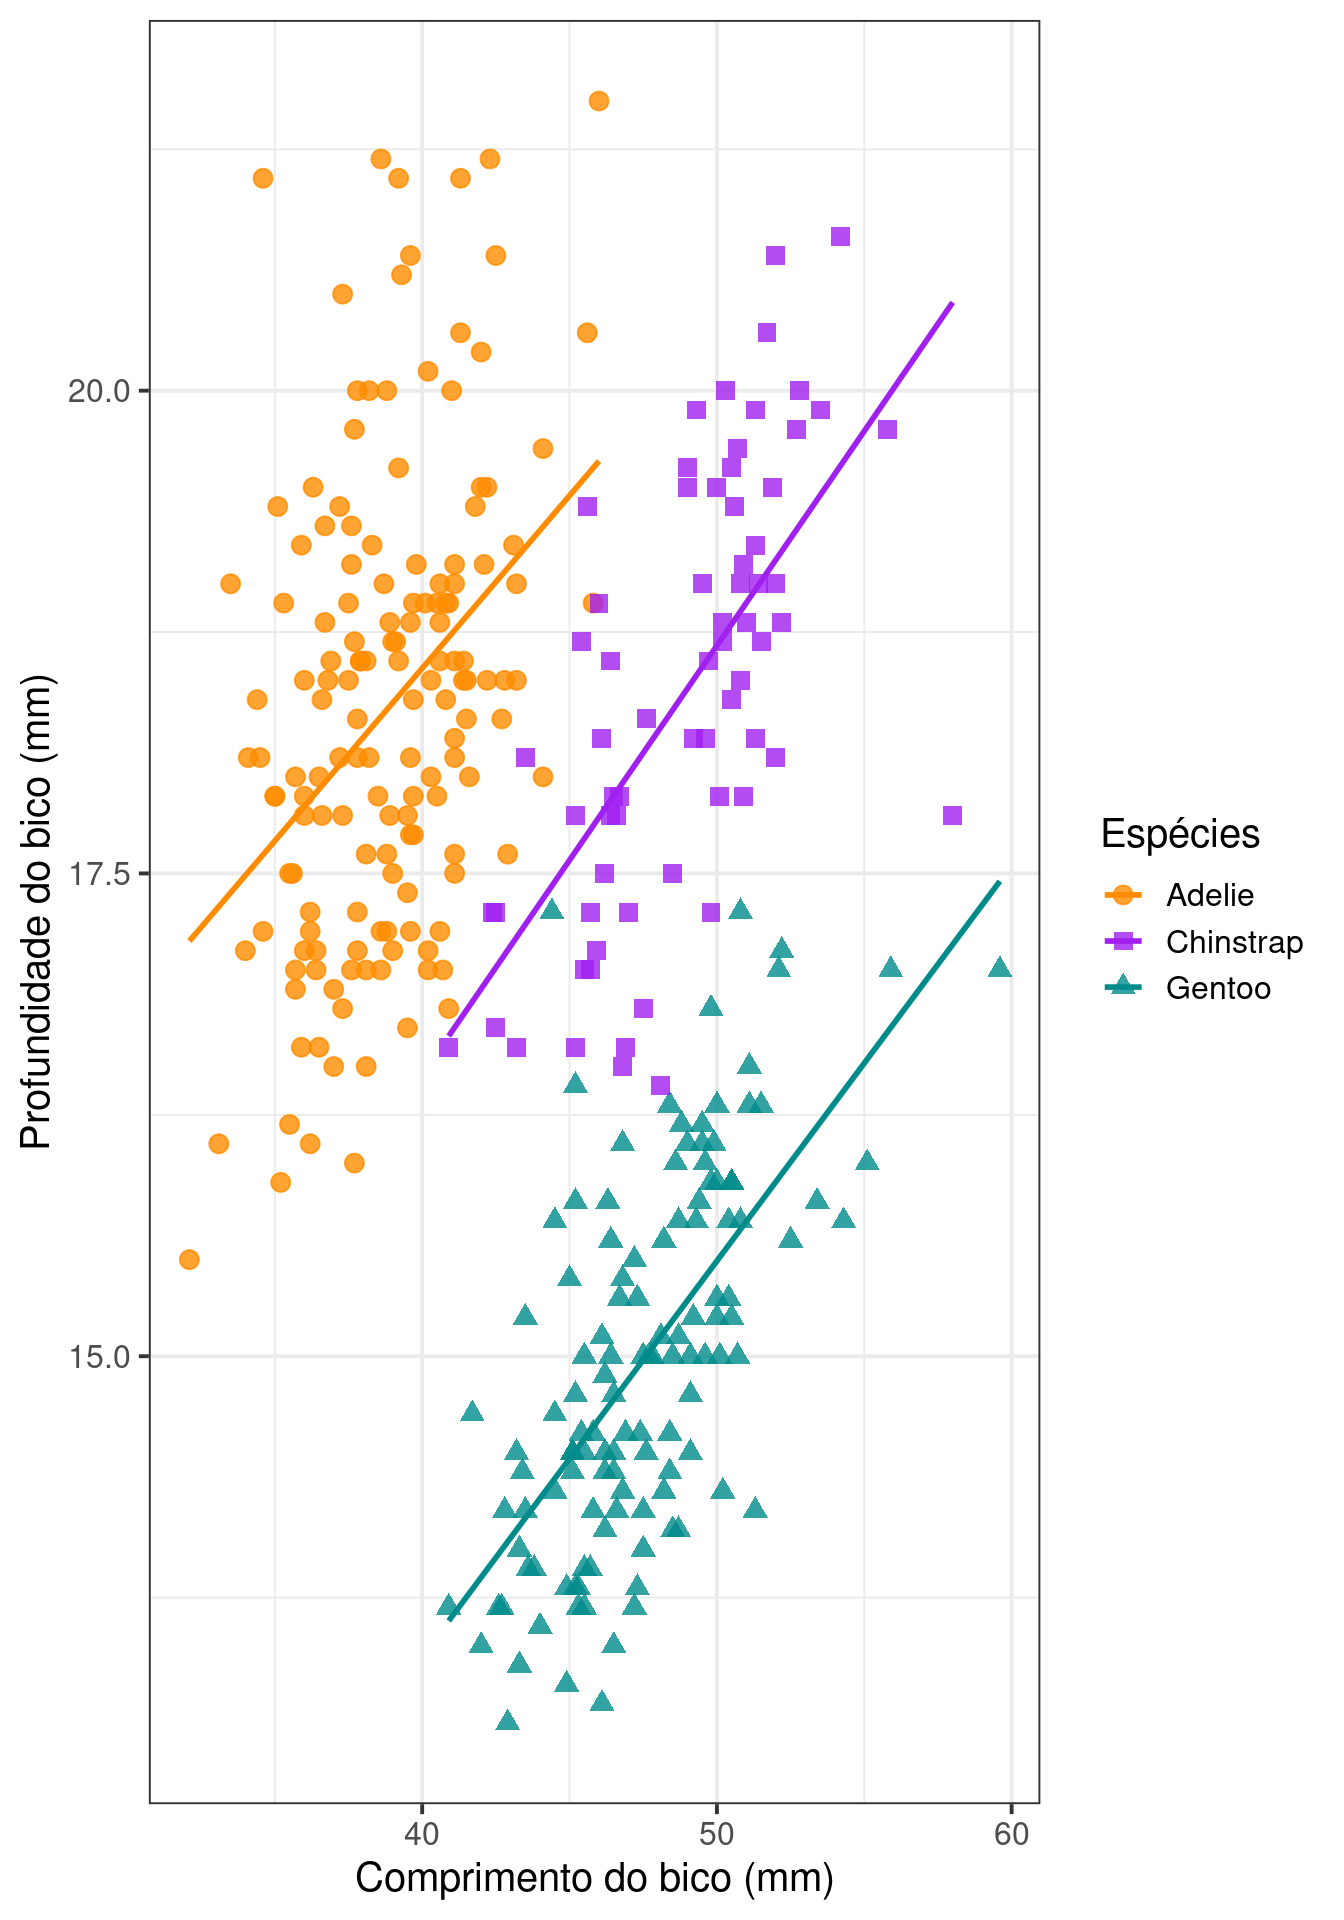 20.0
17.5
15.0
Profundidade do bico (mm)
40
50
60
Comprimento do bico (mm)
Espécies
Adelie
Chinstrap
Gentoo